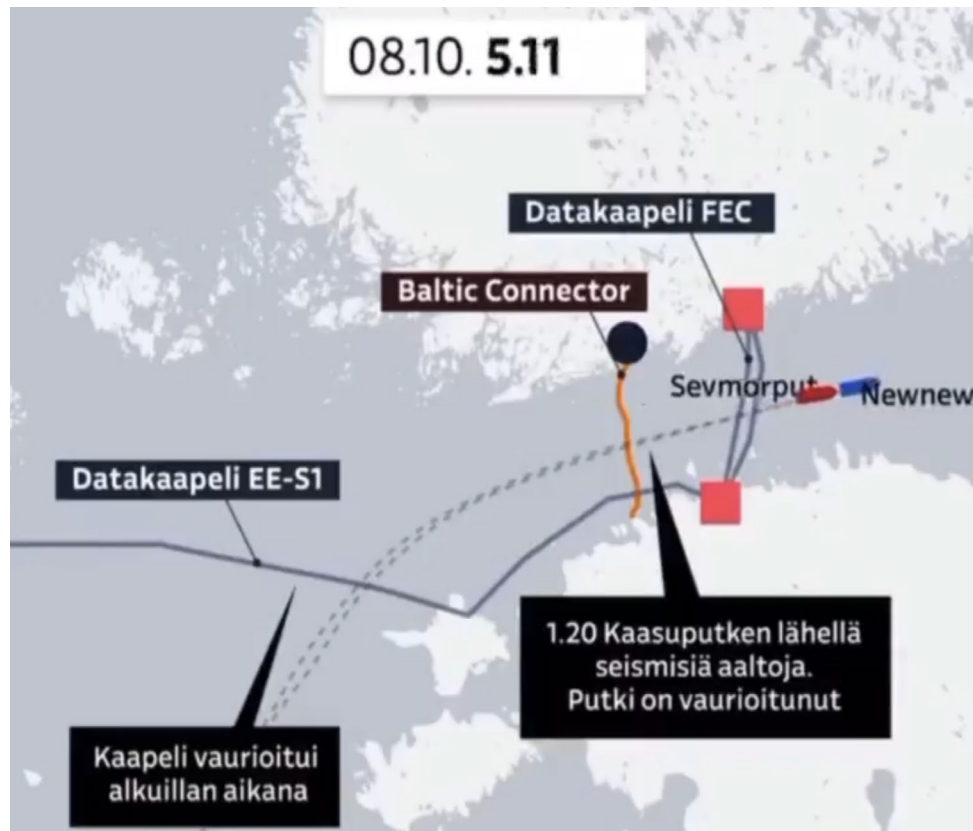 08.10. 5.11
Datakaapeli FEC
Baltic Connector
Sevmorput
Newnew
Datakaapeli EE-S1
1.20 Kaasuputken lähellä
seismisiä aaltoja.
Putki on vaurioitunut
Kaapeli vaurioitui
alkuillan aikana